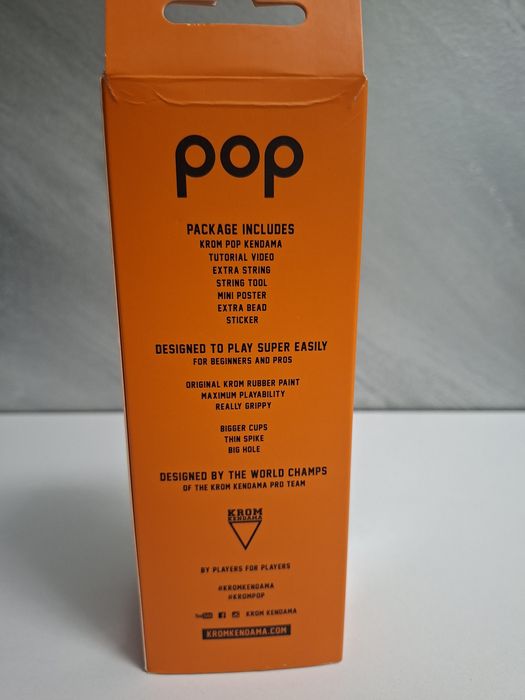 pop
PACKAGE INCLUDES
KROM POP KENDAMA
TUTORIAL VIDEO
EXTRA STRING
STRING TOOL
MINI POSTER
EXTRA BEAD
STICKER
DESIGNED TO PLAY SUPER EASILY
FOR BEGINNERS AND PROS
ORIGINAL KROM RUBBER PAINT
MAXIMUM PLAYABILITY
REALLY GRIPPY
BIGGER CUPS
THIN SPIKE
BIG HOLE
DESIGNED BY THE WORLD CHAMPS
OF THE KROM KENDAMA PRO TEAM
KROM
KENDAMA
BY PLAYERS FOR PLAYERS
#KROMKENDAMA
#KROMPOP
YouTube f KROM KENDAMA
KROMKENDAMA.COM